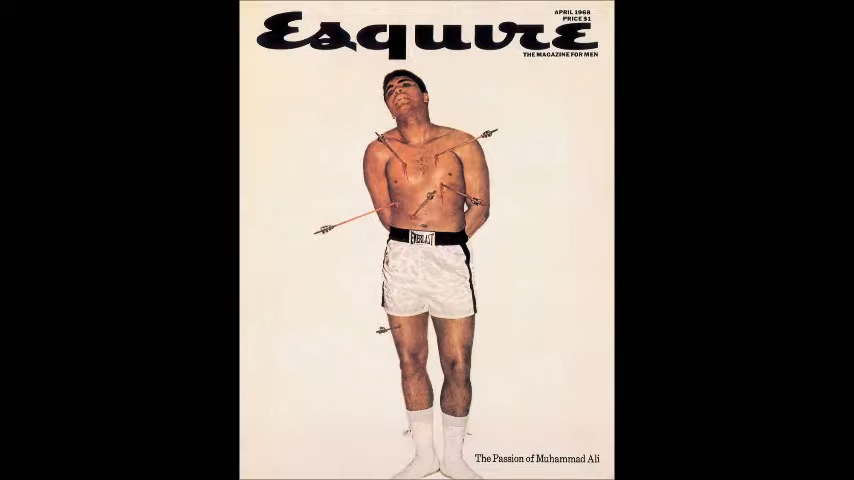 Esquire
APRIL 1968
PRICE $1
THE MAGAZINE FOR MEN
EVERLAST
The Passion of Muhammad Ali